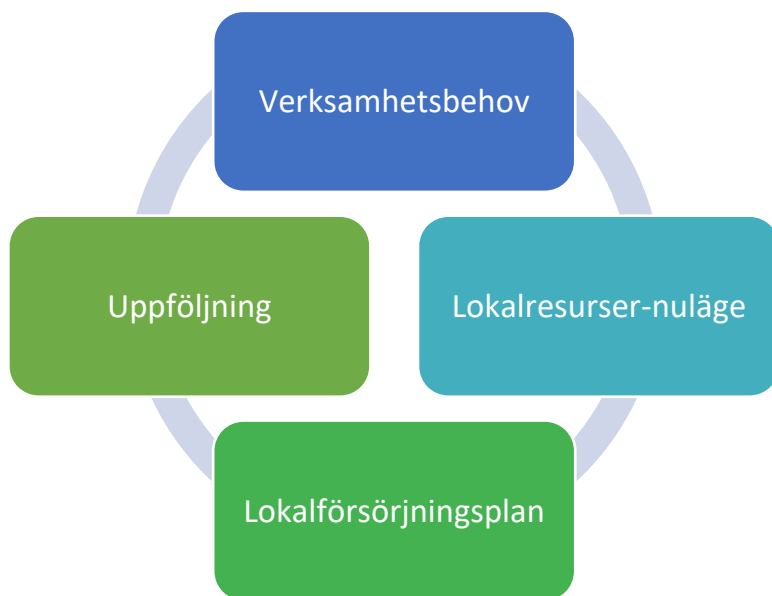 Verksamhetsbehov
Uppföljning
Lokalresurser-nuläge
Lokalförsörjningsplan